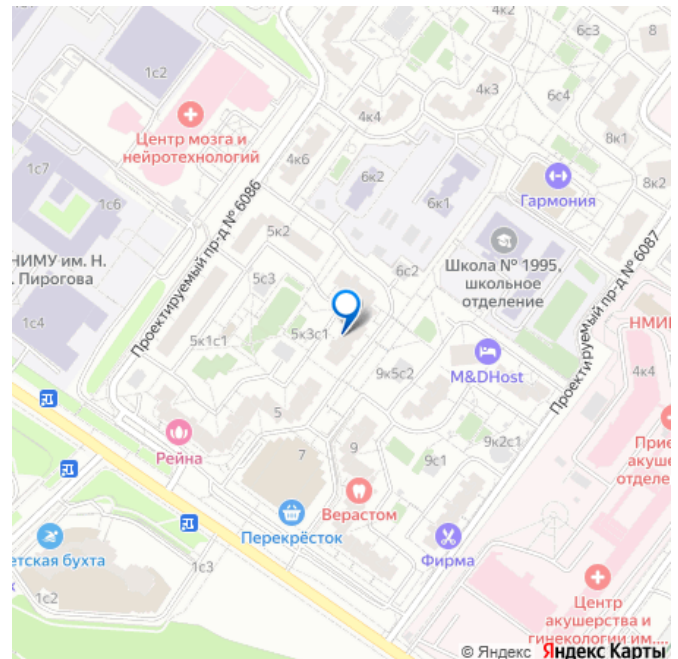 4к2
6с3
8
1с2
4к3
6с4
4к4
8к1
Центр мозга и
нейротехнологий
4к6
1с7
6к2
Гармония
8к2
1с6
6к1
Проектируемый пр-д № 6086
5к2
НИМУ им. Н.
. Пирогова
Школа № 1995,
школьное
отделение
6с2
5с3
Проектируемый пр-д № 6087
НМИ
1с4
5к3с1
5к1с1
9к5с2
M&DHost
4к4
5
Рейна
7
9
9с1
9к2с1
Прие
акуше
отделе
Верастом
Перекрёсток
Фирма
етская бухта
1с3
1с2
Центр
акушерства и
гинекологии им....
© Яндекс Яндекс Карты